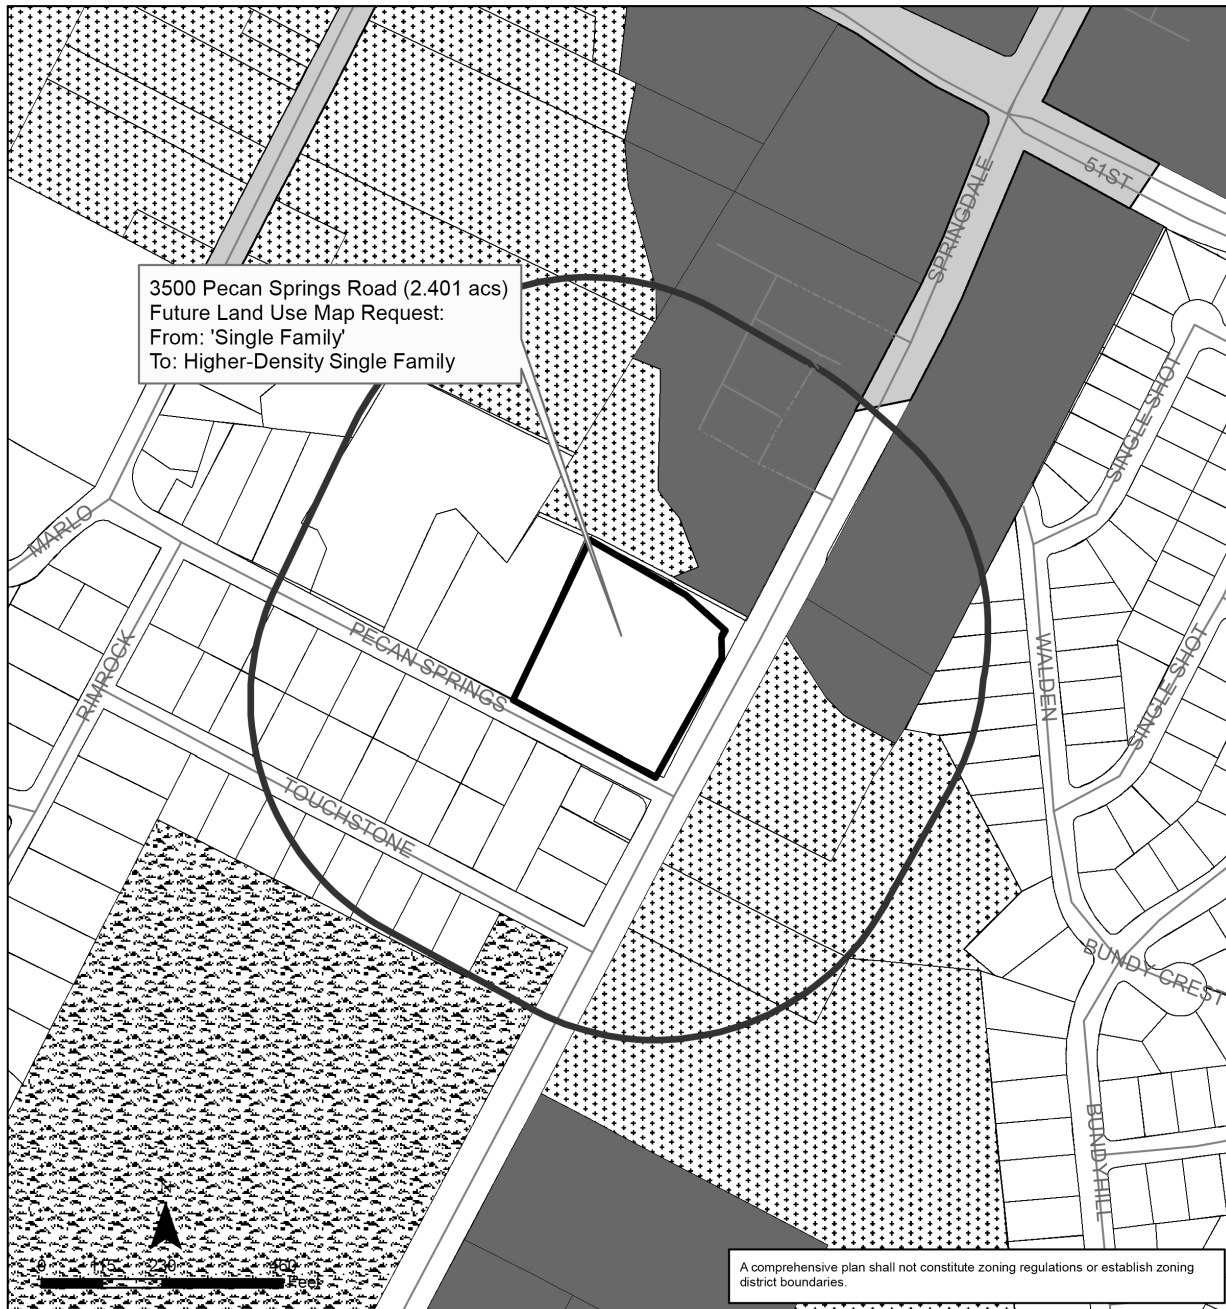 51ST
SPRINGDALE
3500 Pecan Springs Road (2.401 acs)
Future Land Use Map Request:
From: 'Single Family'
To: Higher-Density Single Family
SINGLE SHOT
MARLO
PECAN SPRINGS
RIMROCK
WALDEN
SINGLE SHOT
TOUCHSTONE
BUNDY CREST
BUNDYHILL
N
0 115 230 460
Feet
A comprehensive plan shall not constitute zoning regulations or establish zoning
district boundaries.